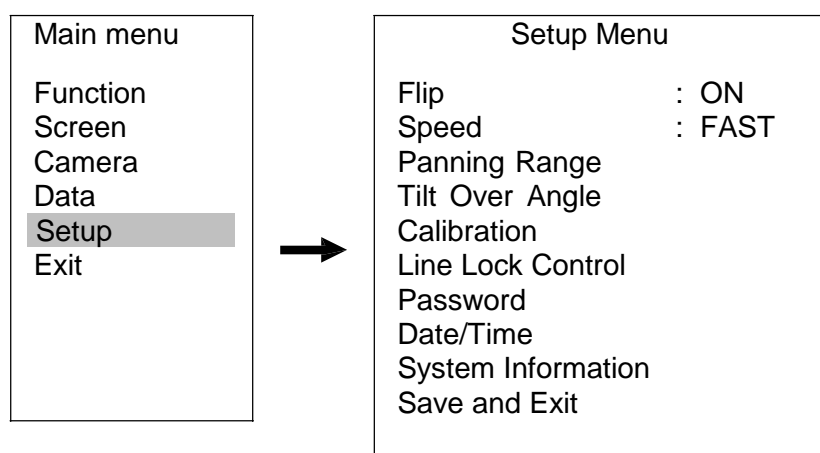 Main menu
Function
Screen
Camera
Data
Setup
Exit
Setup Menu
Flip : ON
Speed : FAST
Panning Range
Tilt Over Angle
Calibration
Line Lock Control
Password
Date/Time
System Information
Save and Exit